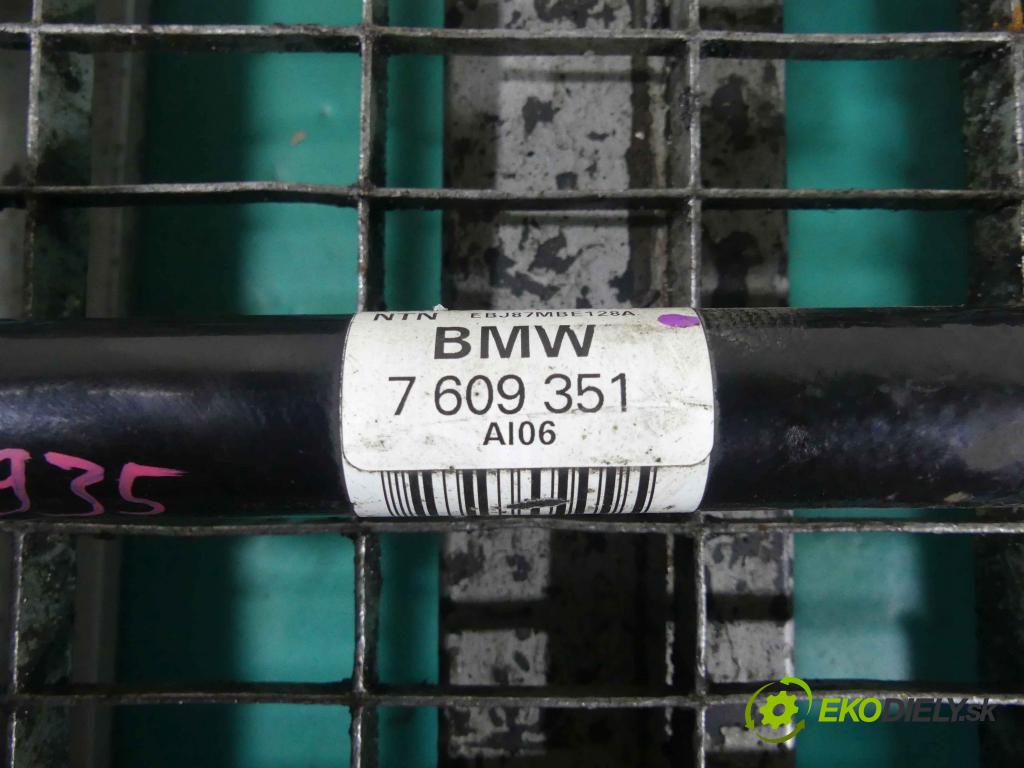 NTN EBJ87MBE128A
BMW
7 609 351
AI06
935
EKODIELY.sk